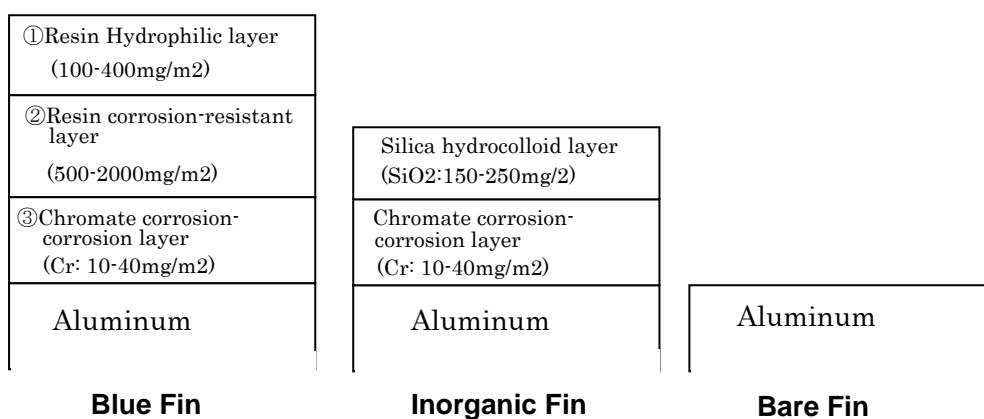 ①Resin Hydrophilic layer
(100-400mg/m2)
②Resin corrosion-resistant
layer
(500-2000mg/m2)
③Chromate corrosion-
corrosion layer
(Cr: 10-40mg/m2)
Aluminum
Blue Fin
Silica hydrocolloid layer
(SiO2:150-250mg/2)
Chromate corrosion-
corrosion layer
(Cr: 10-40mg/m2)
Aluminum
Inorganic Fin
Aluminum
Bare Fin